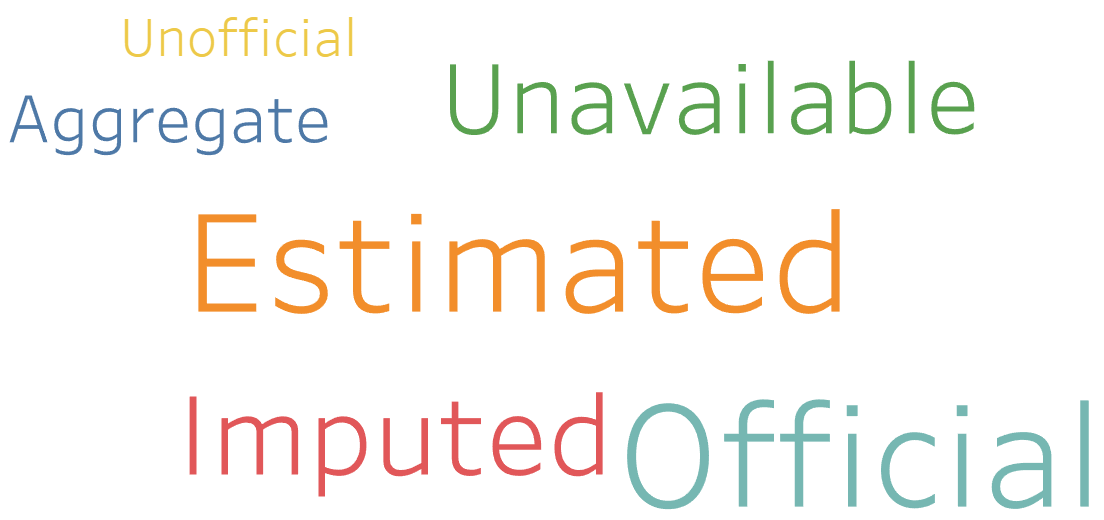 Unofficial
Aggregate
Unavailable
Estimated
Imputed
Official